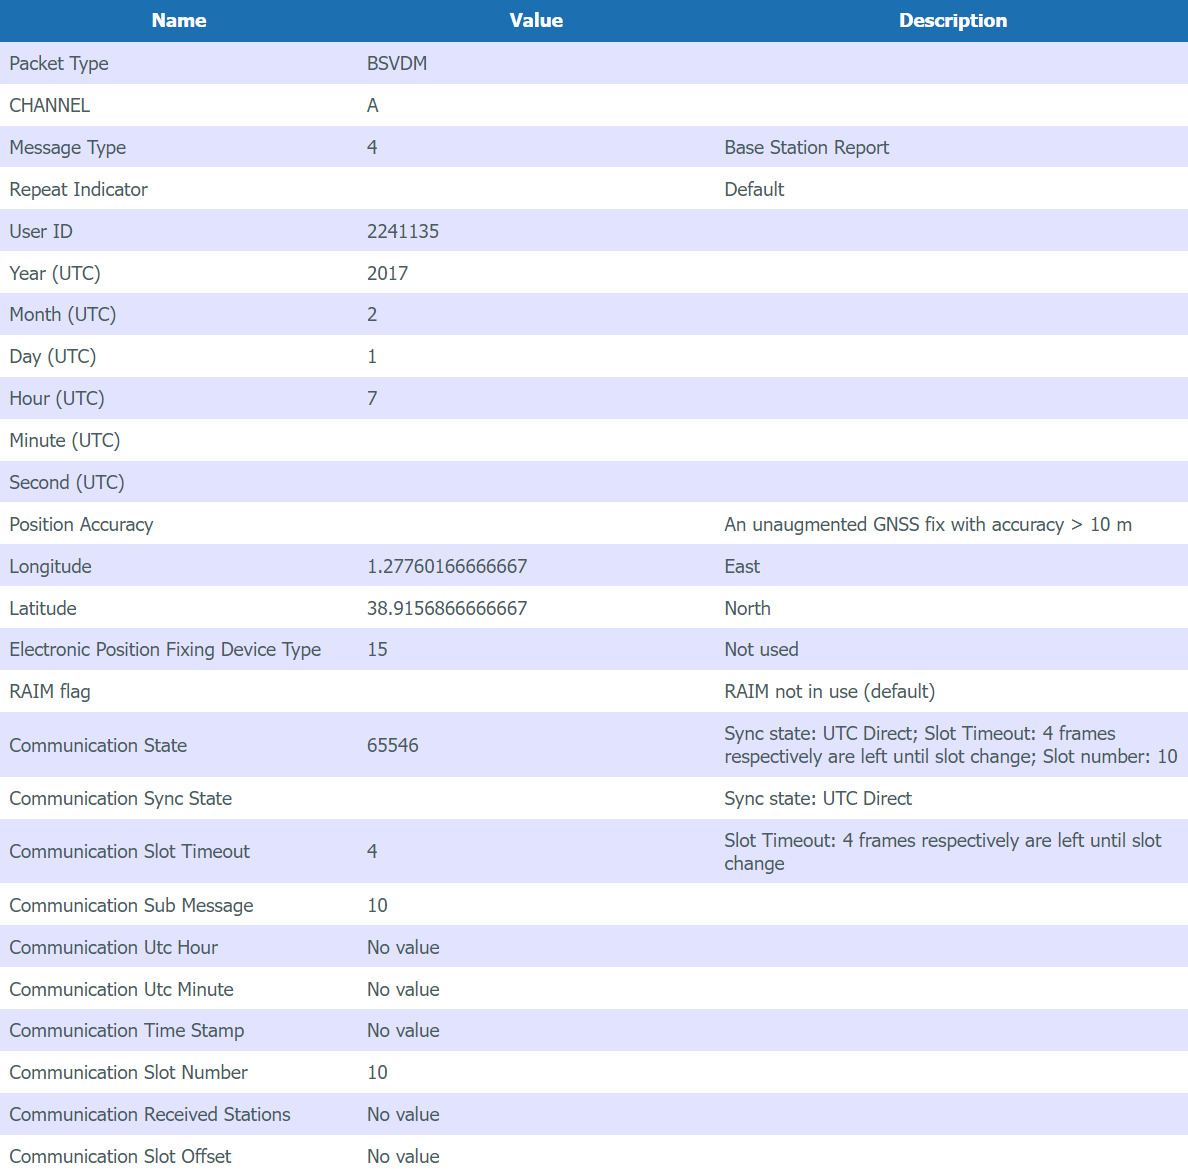 Name Value Description
Packet Type BSVDM
CHANNEL A
Message Type 4 Base Station Report
Repeat Indicator Default
User ID 2241135
Year (UTC) 2017
Month (UTC) 2
Day (UTC) 1
Hour (UTC) 7
Minute (UTC)
Second (UTC)
Position Accuracy An unaugmented GNSS fix with accuracy > 10 m
Longitude 1.27760166666667 East
Latitude 38.9156866666667 North
Electronic Position Fixing Device Type 15 Not used
RAIM flag RAIM not in use (default)
Communication State 65546 Sync state: UTC Direct; Slot Timeout: 4 frames
respectively are left until slot change; Slot number: 10
Communication Sync State Sync state: UTC Direct
Communication Slot Timeout 4 Slot Timeout: 4 frames respectively are left until slot
change
Communication Sub Message 10
Communication Utc Hour No value
Communication Utc Minute No value
Communication Time Stamp No value
Communication Slot Number 10
Communication Received Stations No value
Communication Slot Offset No value